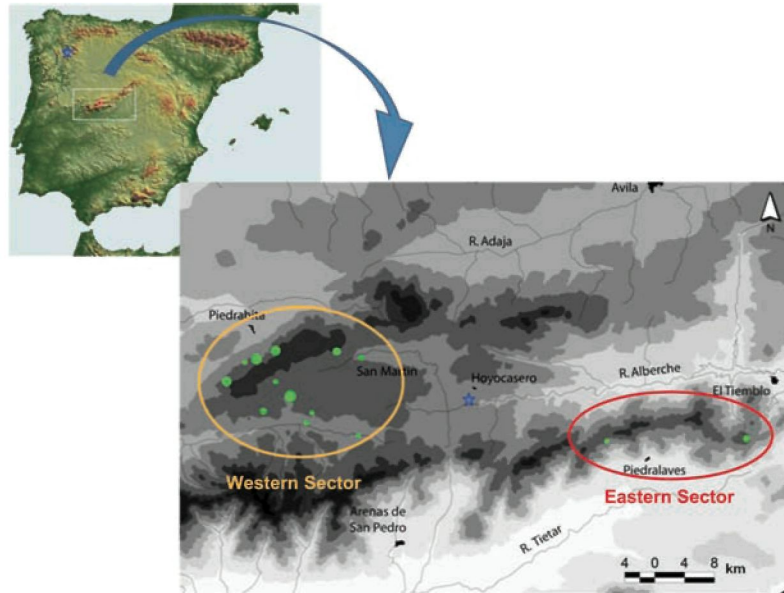 Avila
N
R. Adaja
Piedrahita
San Martin
Hoyocasero
R. Alberche
El Tiemblo
Western Sector
Piedralaves
Eastern Sector
Arenas de
San Pedro
R. Tietar
4 0 4 8
km